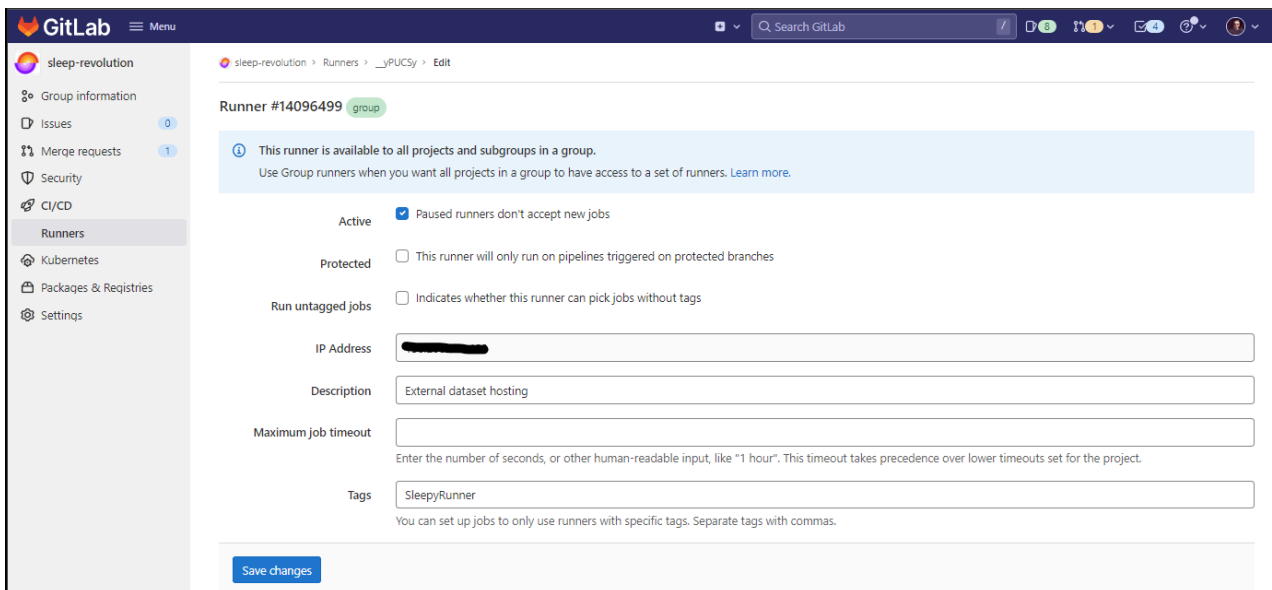 GitLab Menu Search GitLab / 8 1 4
sleep-revolution
Group information
Issues 0
Merge requests 1
Security
CI/CD
Runners
Kubernetes
Packages & Registries
Settings
sleep-revolution > Runners > __yPUCSy > Edit
Runner #14096499 group
This runner is available to all projects and subgroups in a group.
Use Group runners when you want all projects in a group to have access to a set of runners. Learn more.
Active Paused runners don't accept new jobs
Protected This runner will only run on pipelines triggered on protected branches
Run untagged jobs Indicates whether this runner can pick jobs without tags
IP Address
Description External dataset hosting
Maximum job timeout
Enter the number of seconds, or other human-readable input, like "1 hour". This timeout takes precedence over lower timeouts set for the project.
Tags SleepyRunner
You can set up jobs to only use runners with specific tags. Separate tags with commas.
Save changes